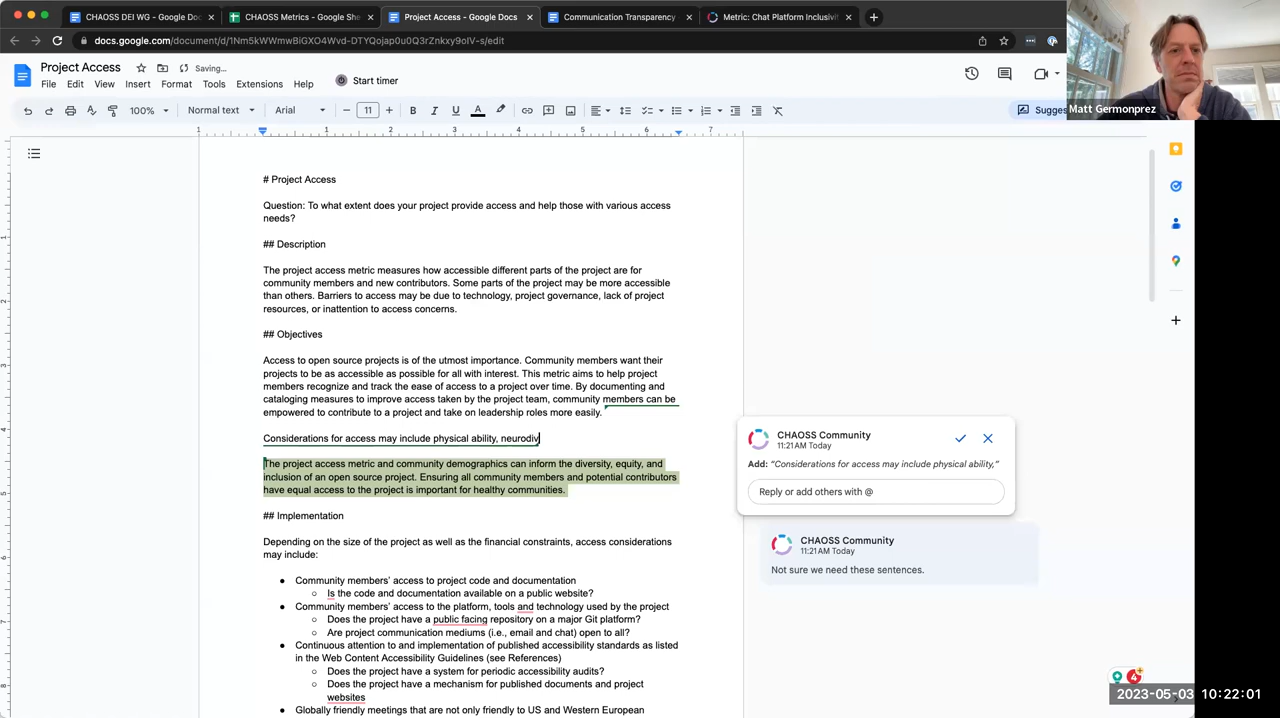 CHAOSS DEI WG - Google Doc
CHAOSS Metrics - Google She
Project Access - Google Docs
Communication Transparency
Metric: Chat Platform Inclusivi
docs.google.com/document/d/1Nm5kWWmwBiGXO4Wvd-DTYQojap0u0Q3rZnkxy9oIV-s/edit
Project Access
Saving...
File Edit View Insert Format Tools Extensions Help
Start timer
100%
Normal text
Arial
11
Sugges
Matt Germonprez
1 1 2 3 4 5 6 7
# Project Access
Question: To what extent does your project provide access and help those with various access
needs?
## Description
The project access metric measures how accessible different parts of the project are for
community members and new contributors. Some parts of the project may be more accessible
than others. Barriers to access may be due to technology, project governance, lack of project
resources, or inattention to access concerns.
## Objectives
Access to open source projects is of the utmost importance. Community members want their
projects to be as accessible as possible for all with interest. This metric aims to help project
members recognize and track the ease of access to a project over time. By documenting and
cataloging measures to improve access taken by the project team, community members can be
empowered to contribute to a project and take on leadership roles more easily.
Considerations for access may include physical ability, neurodiv
The project access metric and community demographics can inform the diversity, equity, and
inclusion of an open source project. Ensuring all community members and potential contributors
have equal access to the project is important for healthy communities.
## Implementation
Depending on the size of the project as well as the financial constraints, access considerations
may include:
● Community members' access to project code and documentation
○ Is the code and documentation available on a public website?
● Community members' access to the platform, tools and technology used by the project
○ Does the project have a public facing repository on a major Git platform?
○ Are project communication mediums (i.e., email and chat) open to all?
● Continuous attention to and implementation of published accessibility standards as listed
in the Web Content Accessibility Guidelines (see References)
○ Does the project have a system for periodic accessibility audits?
○ Does the project have a mechanism for published documents and project
websites
● Globally friendly meetings that are not only friendly to US and Western European
CHAOSS Community
11:21 AM Today
Add: “Considerations for access may include physical ability,”
Reply or add others with @
CHAOSS Community
11:21 AM Today
Not sure we need these sentences.
4
2023-05-03 10:22:01